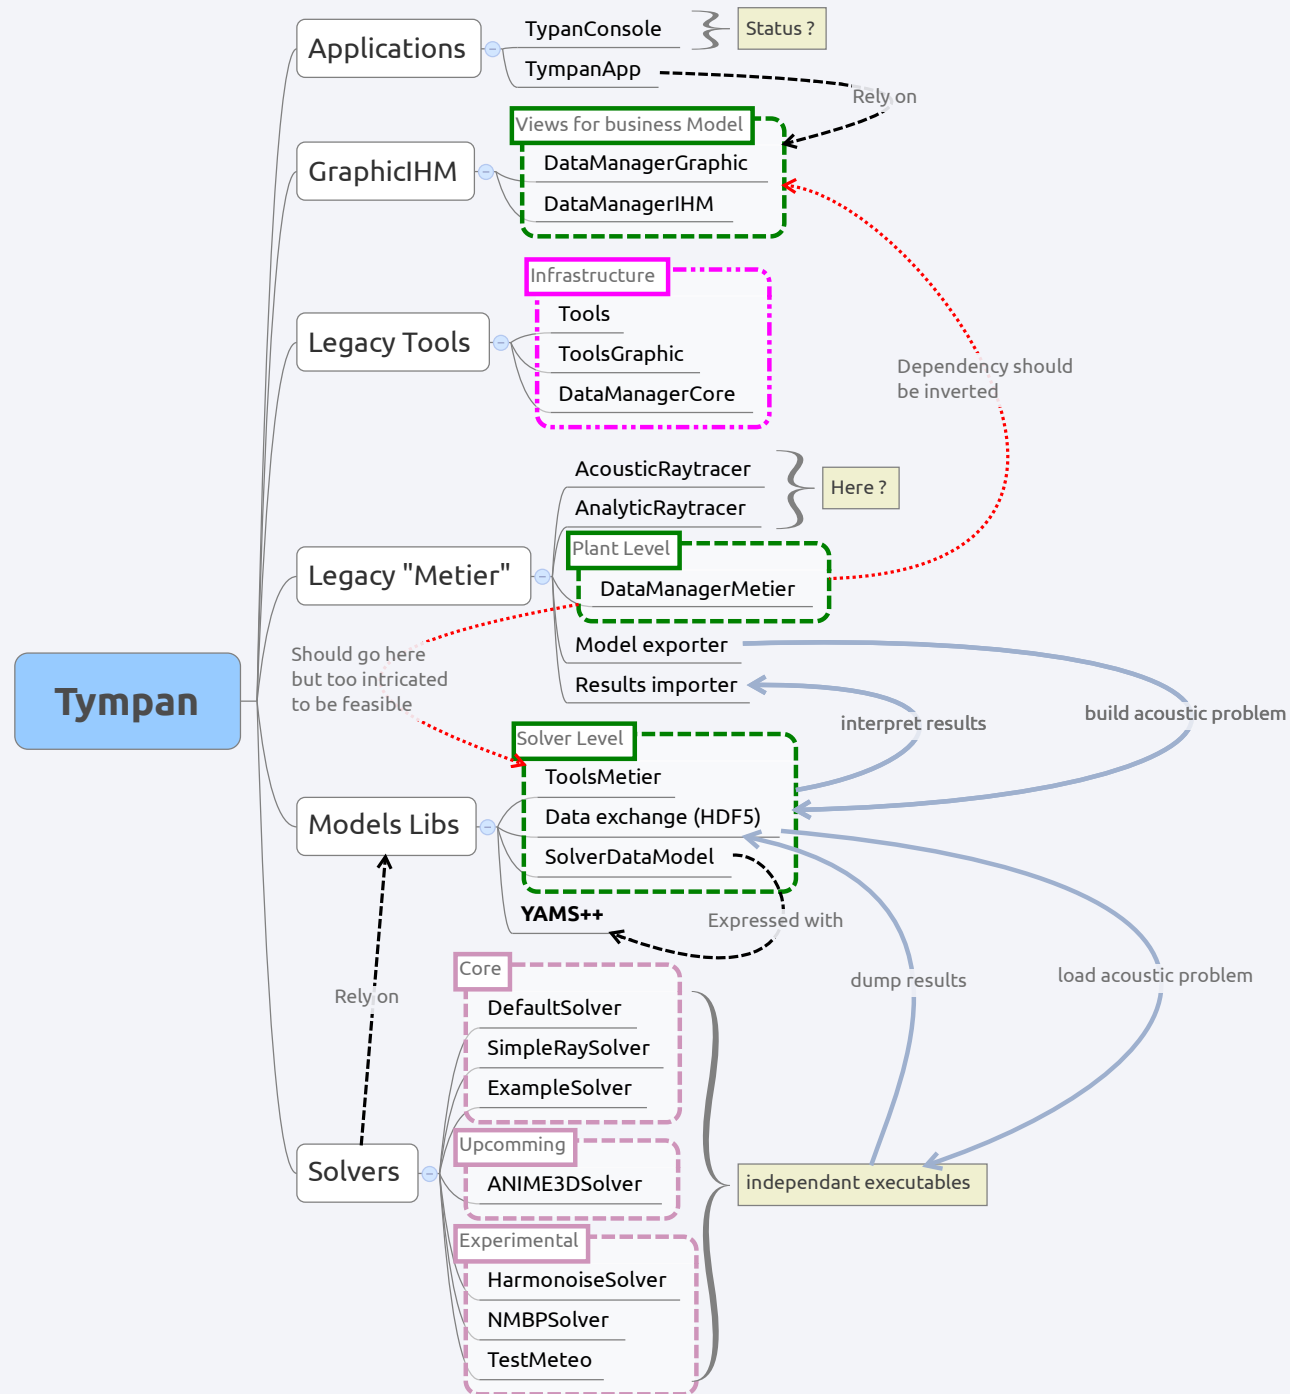 Applications
TypanConsole
Status ?
TympanApp
Rely on
Views for business Model
GraphicIHM
DataManagerGraphic
DataManagerIHM
Infrastructure
Legacy Tools
Tools
ToolsGraphic
DataManagerCore
Dependency should
be inverted
AcousticRaytracer
AnalyticRaytracer
Here ?
Plant Level
Legacy "Metier"
DataManagerMetier
Model exporter
Results importer
Should go here
but too intricated
to be feasible
Tympan
interpret results
build acoustic problem
Solver Level
ToolsMetier
Models Libs
Data exchange (HDF5)
SolverDataModel
YAMS++
Expressed with
Rely on
dump results
load acoustic problem
Core
DefaultSolver
SimpleRaySolver
ExampleSolver
Upcomming
Solvers
ANIME3DSolver
independant executables
Experimental
HarmonoiseSolver
NMBPSolver
TestMeteo